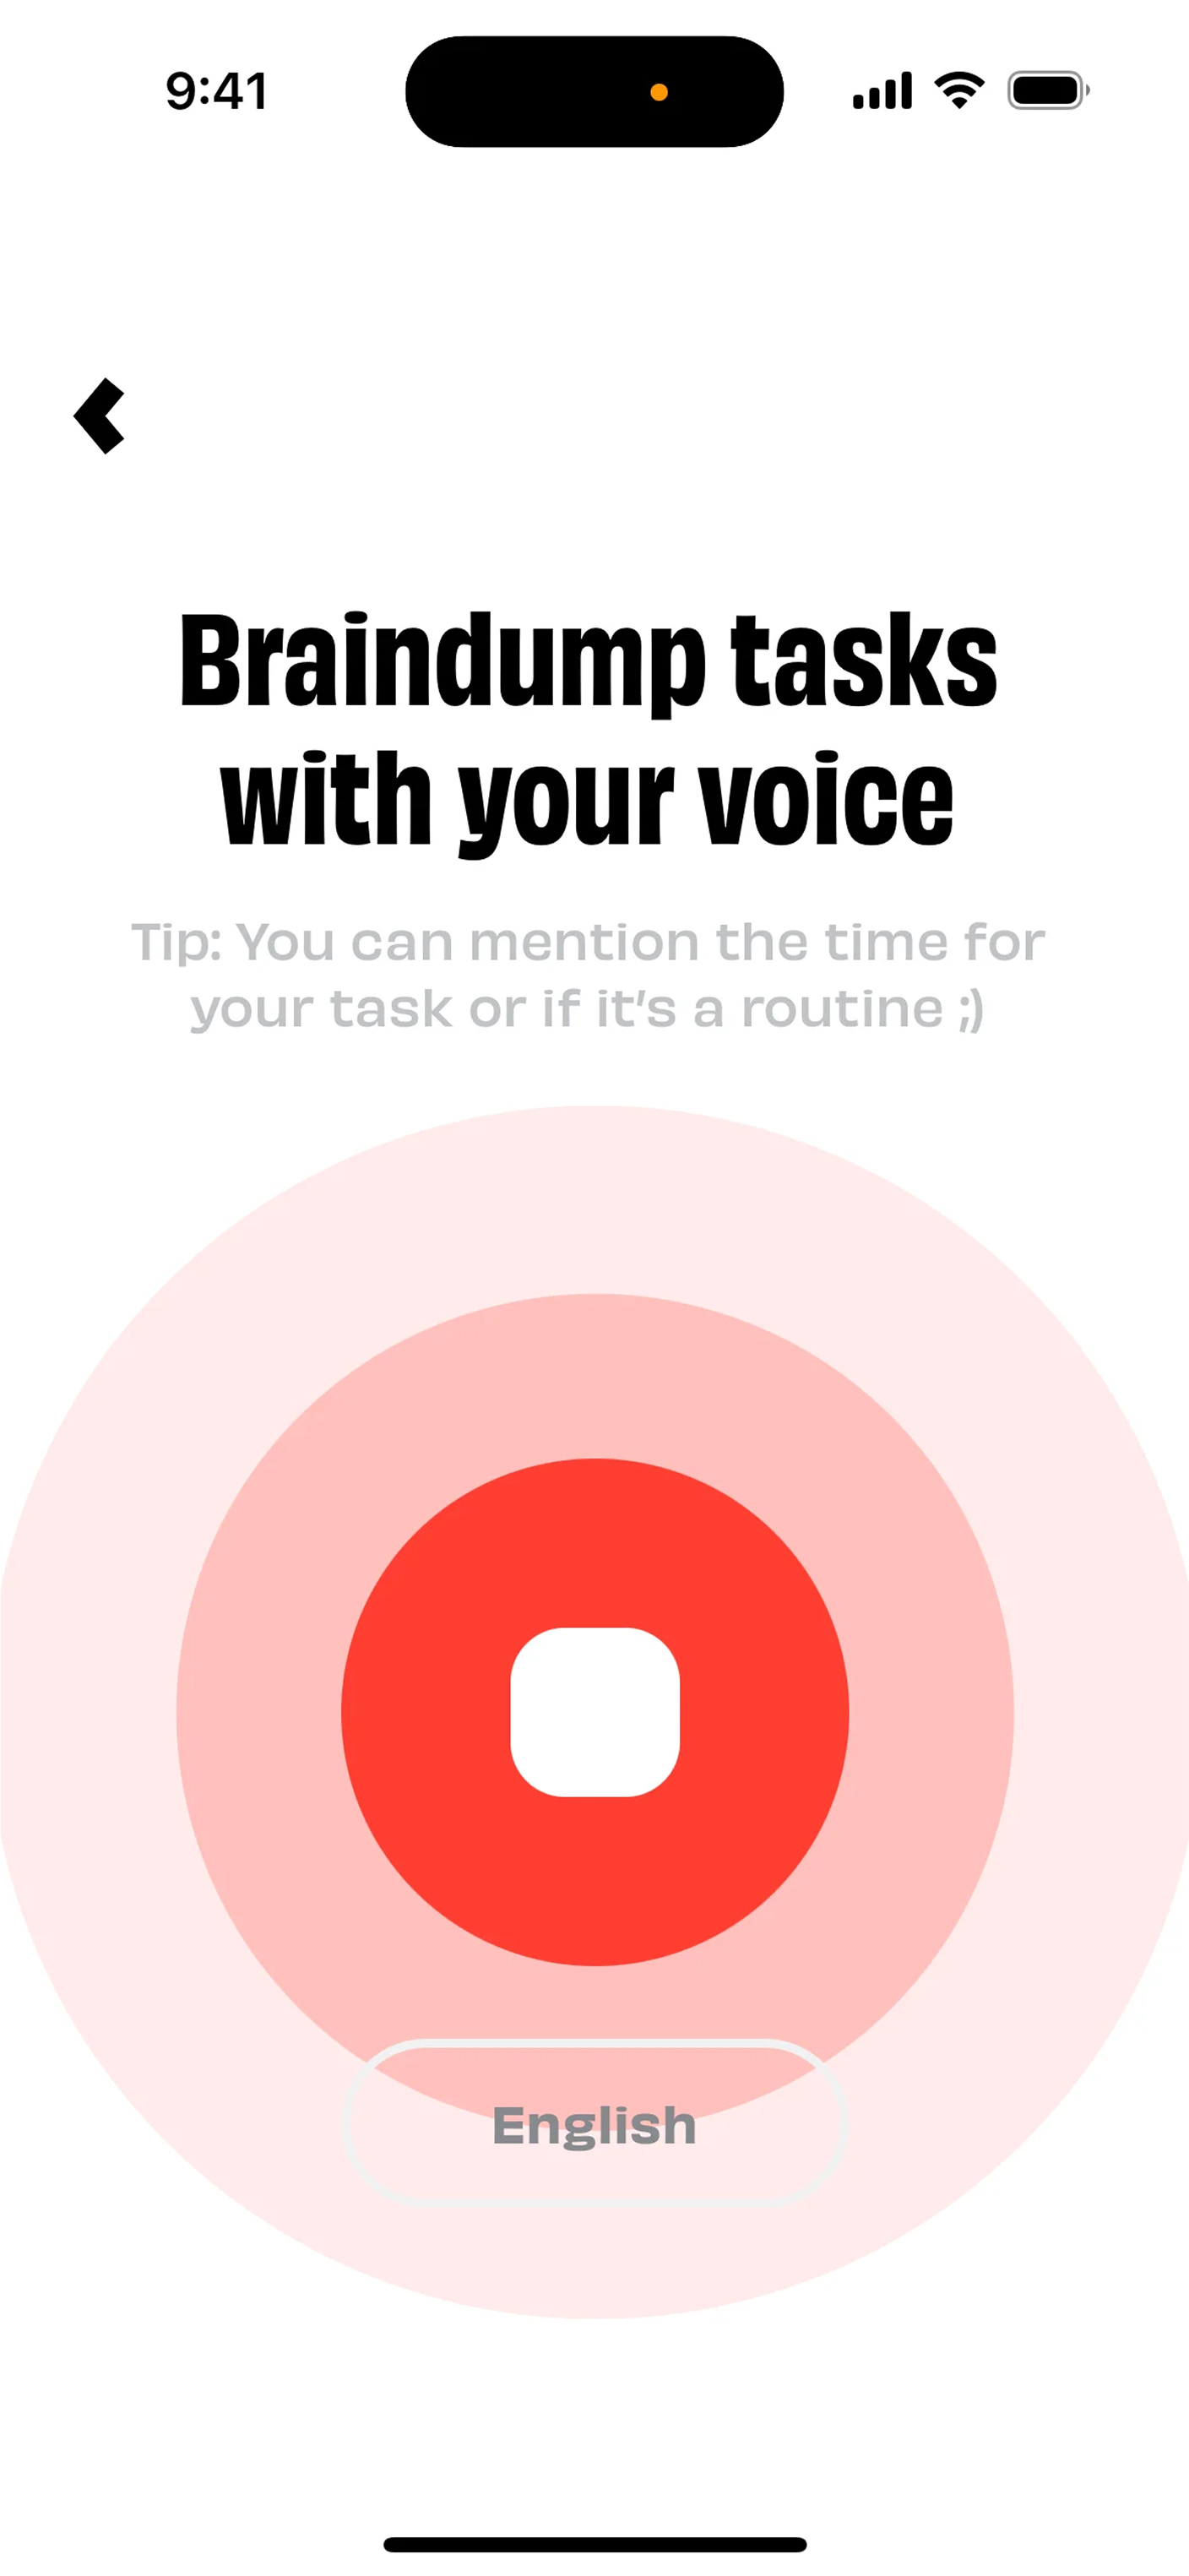 9:41
Braindump tasks
with your voice
Tip: You can mention the time for
your task or if it's a routine ;)
English